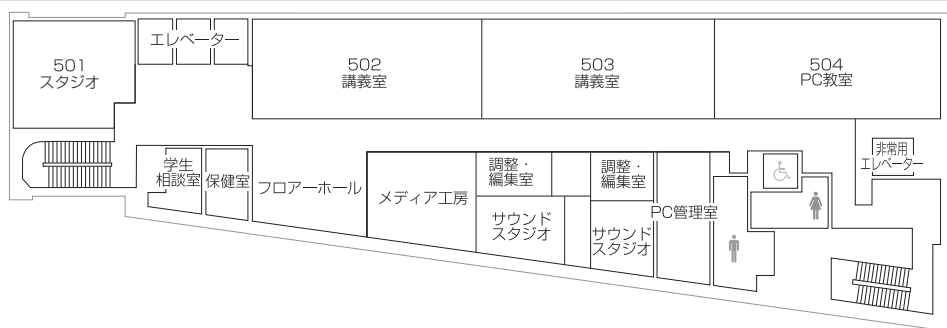 501
スタジオ
エレベーター
502
講義室
503
講義室
504
PC教室
非常用
エレベーター
学生
相談室
保健室
フロアーホール
メディア工房
調整・
編集室
サウンド
スタジオ
調整・
編集室
サウンド
スタジオ
PC管理室